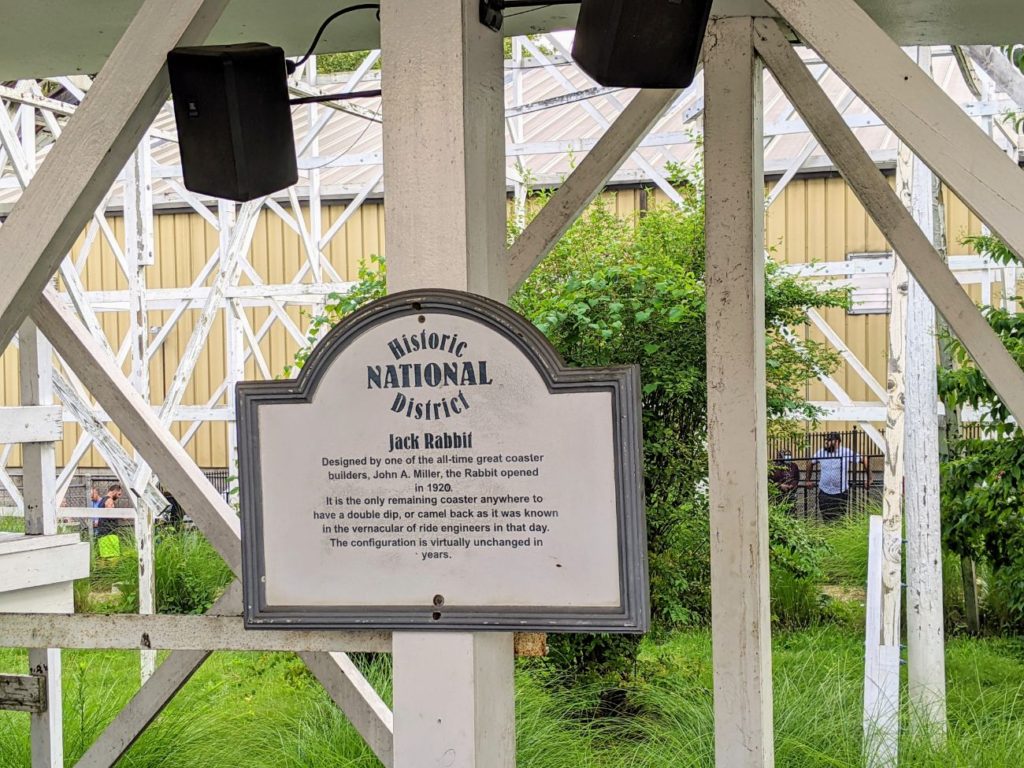 Historic
NATIONAL
District
Jack Rabbit
Designed by one of the all-time great coaster
builders, John A. Miller, the Rabbit opened
in 1920.
It is the only remaining coaster anywhere to
have a double dip, or camel back as it was known
in the vernacular of ride engineers in that day.
The configuration is virtually unchanged in
years.